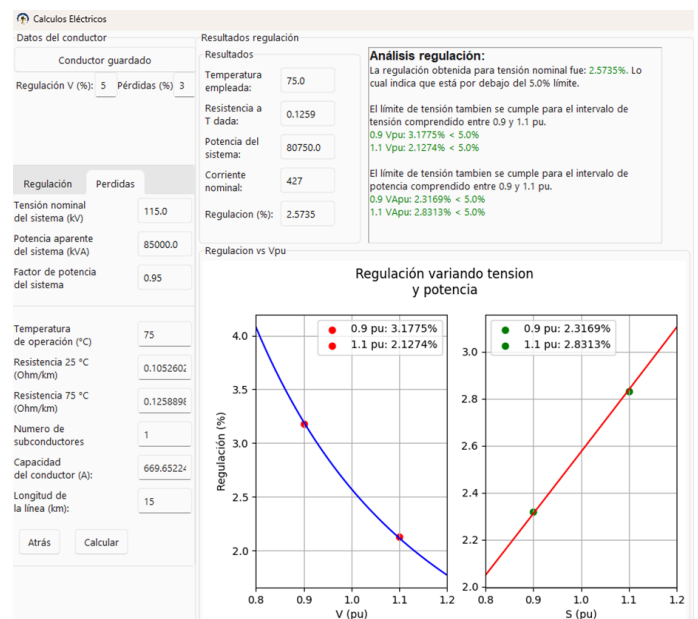 Calculos Eléctricos
Datos del conductor
Conductor guardado
Regulación V (%): 5 Pérdidas (%) 3
Regulación Perdidas
Tensión nominal
del sistema (kV)
115.0
Potencia aparente
del sistema (kVA)
85000.0
Factor de potencia
del sistema
0.95
Temperatura
de operación (°C)
75
Resistencia 25 °C
(Ohm/km)
0.1052602
Resistencia 75 °C
(Ohm/km)
Numero de
subconductores
1
Capacidad
del conductor (A):
669.65224
Longitud de
la línea (km):
15
Atrás Calcular
Resultados regulación
Resultados
Temperatura
empleada:
75.0
Resistencia a
T dada:
0.1259
Potencia del
sistema:
80750.0
Corriente
nominal:
427
Regulacion (%): 2.5735
Análisis regulación:
La regulación obtenida para tensión nominal fue: 2.5735%. Lo
cual indica que está por debajo del 5.0% límite.
El límite de tensión tambien se cumple para el intervalo de
tensión comprendido entre 0.9 y 1.1 pu.
0.9 Vpu: 3.1775% < 5.0%
1.1 Vpu: 2.1274% < 5.0%
El límite de tensión tambien se cumple para el intervalo de
potencia comprendido entre 0.9 y 1.1 pu.
0.9 VApu: 2.3169% < 5.0%
1.1 VApu: 2.8313% < 5.0%
Regulacion vs Vpu
Regulación variando tension
y potencia
0.9 pu: 3.1775%
1.1 pu: 2.1274%
4.0
3.5
3.0
2.5
2.0
Regulación (%)
0.8 0.9 1.0 1.1 1.2
V (pu)
0.9 pu: 2.3169%
1.1 pu: 2.8313%
3.0
2.8
2.6
2.4
2.2
2.0
0.8 0.9 1.0 1.1 1.2
S (pu)